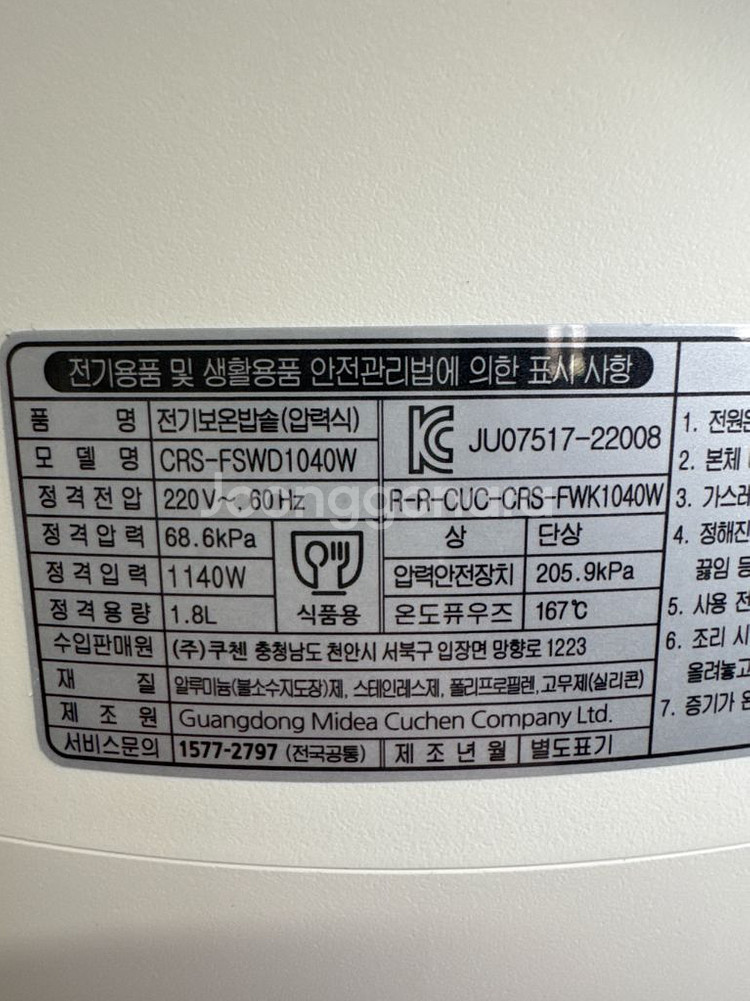 전기용품 및 생활용품 안전관리법에 의한 표시 사항
품 명 전기보온밥솥(압력식)
JU07517-22008
모 델 명 CRS-FSWD1040W
정격전압 220V~, 60Hz R-R-CUC-CRS-FWK1040W
정격압력 68.6kPa 상 단상
정격입력 1140W 압력안전장치 205.9kPa
정격용량 1.8L 식품용 온도퓨우즈 167℃
수입판매원 (주)쿠첸 충청남도 천안시 서북구 입장면 망향로 1223
재 질 알루미늄(불소수지도장)제, 스테인레스제, 폴리프로필렌, 고무제(실리콘)
제 조 원 Guangdong Midea Cuchen Company Ltd.
서비스문의 1577-2797 (전국공통) 제 조 년 월 별도표기
1. 전원은
2. 본체
3. 가스레
4. 정해진
끓임 등
5. 사용 전
6. 조리 시
올려놓고
7. 증기가
Joonggonara